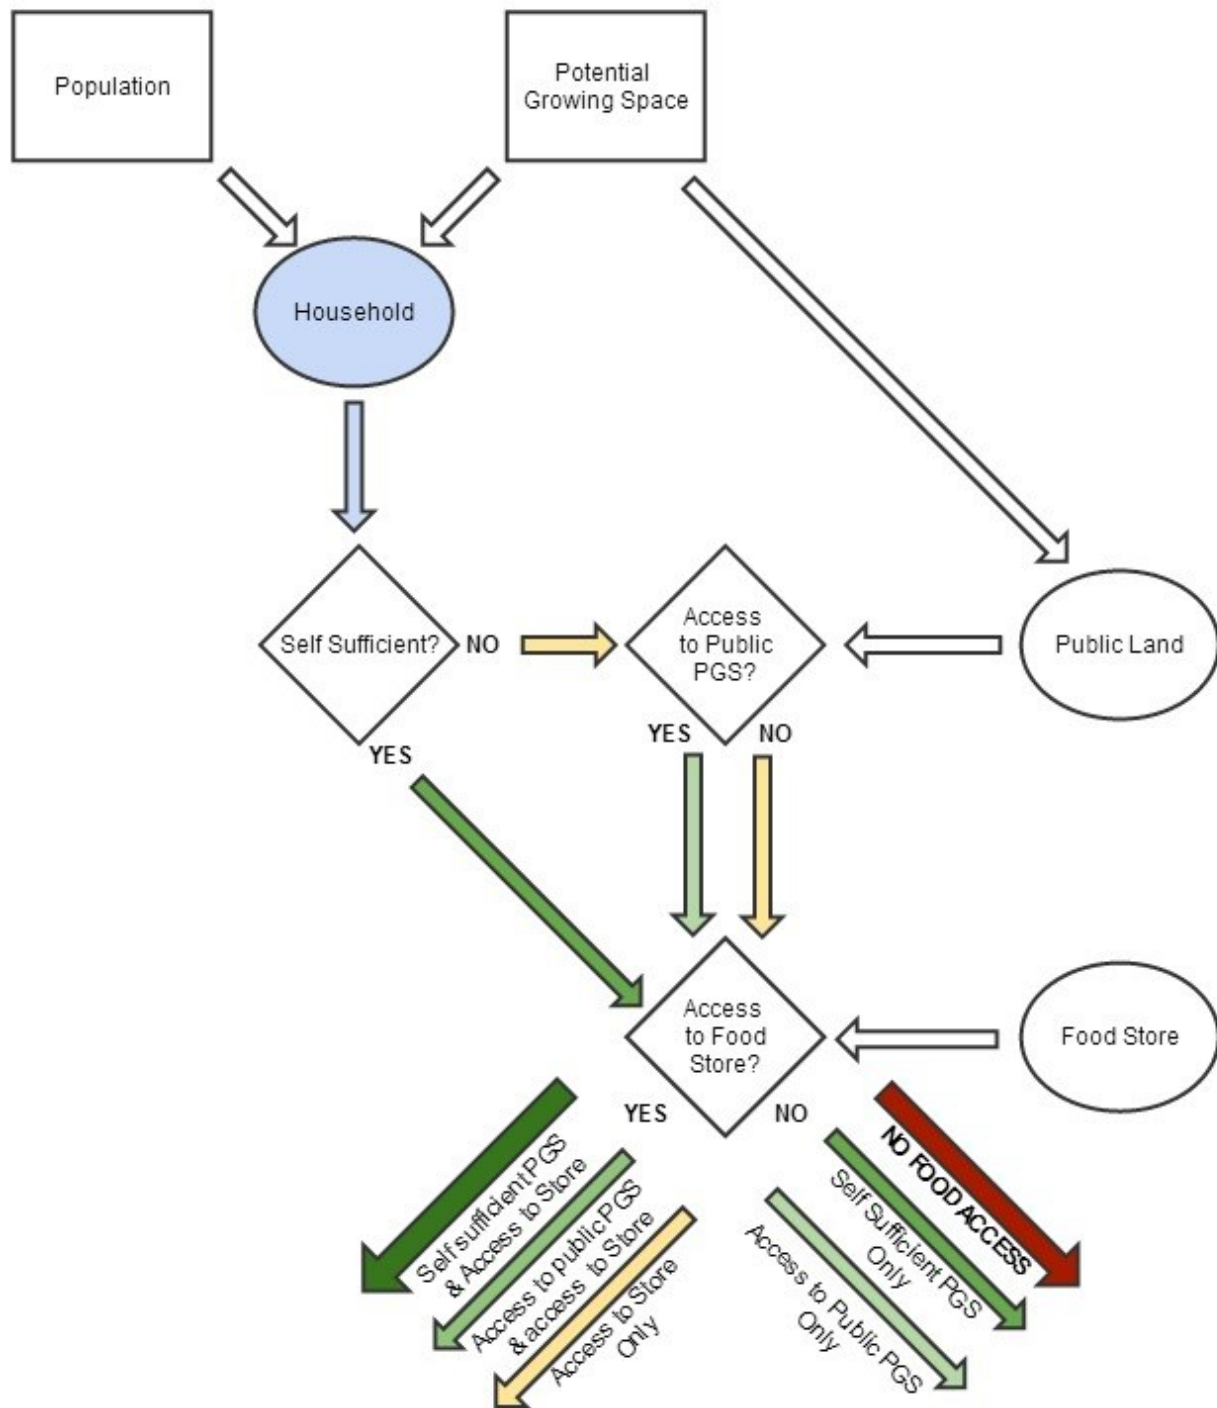 Population
Potential
Growing Space
Household
Self Sufficient?
NO
YES
Access
to Public
PGS?
YES
NO
Public Land
Access
to Food
Store?
YES
NO
Food Store
Self sufficient PGS
& Access to Store
Access to public PGS
& access to Store
Access to Store
Only
Access to Public PGS
Only
Self Sufficient PGS
Only
NO FOOD ACCESS